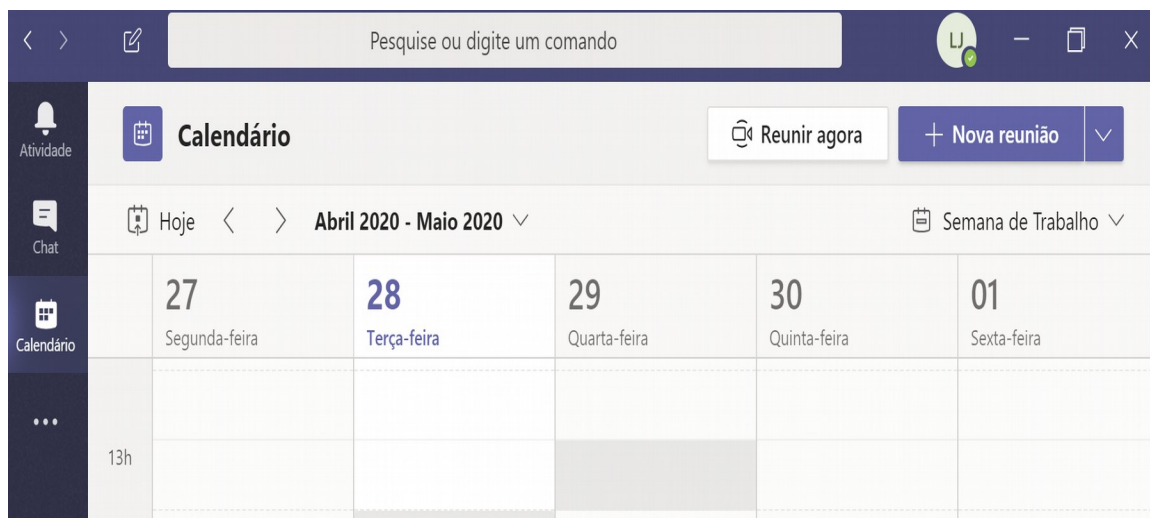 Pesquise ou digite um comando
LJ
Atividade
Calendário
Reunir agora
+ Nova reunião
Chat
Hoje
Abril 2020 - Maio 2020
Semana de Trabalho
Calendário
27
Segunda-feira
28
Terça-feira
29
Quarta-feira
30
Quinta-feira
01
Sexta-feira
13h